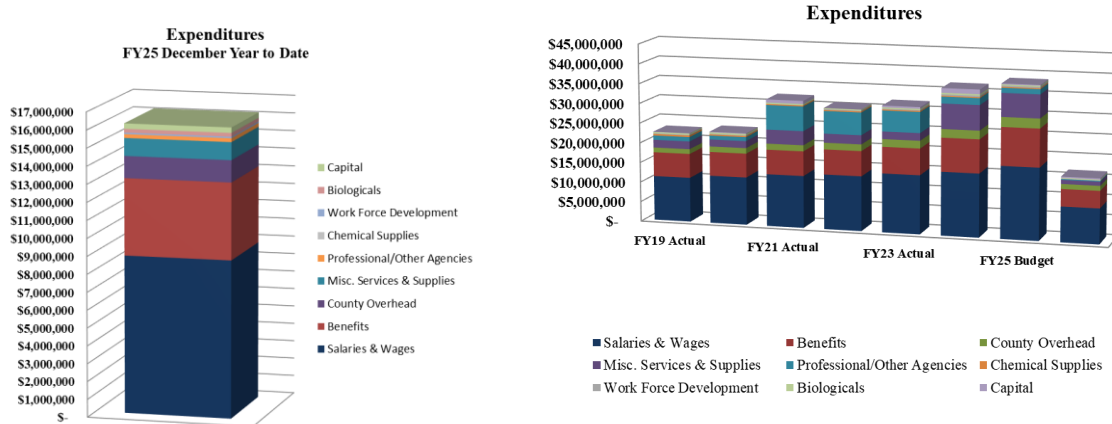 Expenditures
FY25 December Year to Date
$17,000,000
$16,000,000
$15,000,000
$14,000,000
$13,000,000
$12,000,000
$11,000,000
$10,000,000
$9,000,000
$8,000,000
$7,000,000
$6,000,000
$5,000,000
$4,000,000
$3,000,000
$2,000,000
$1,000,000
$-
Capital
Biologicals
Work Force Development
Chemical Supplies
Professional/Other Agencies
Misc. Services & Supplies
County Overhead
Benefits
Salaries & Wages
Expenditures
$45,000,000
$40,000,000
$35,000,000
$30,000,000
$25,000,000
$20,000,000
$15,000,000
$10,000,000
$5,000,000
$-
FY19 Actual FY21 Actual FY23 Actual FY25 Budget
Salaries & Wages Benefits County Overhead
Misc. Services & Supplies Professional/Other Agencies Chemical Supplies
Work Force Development Biologicals Capital